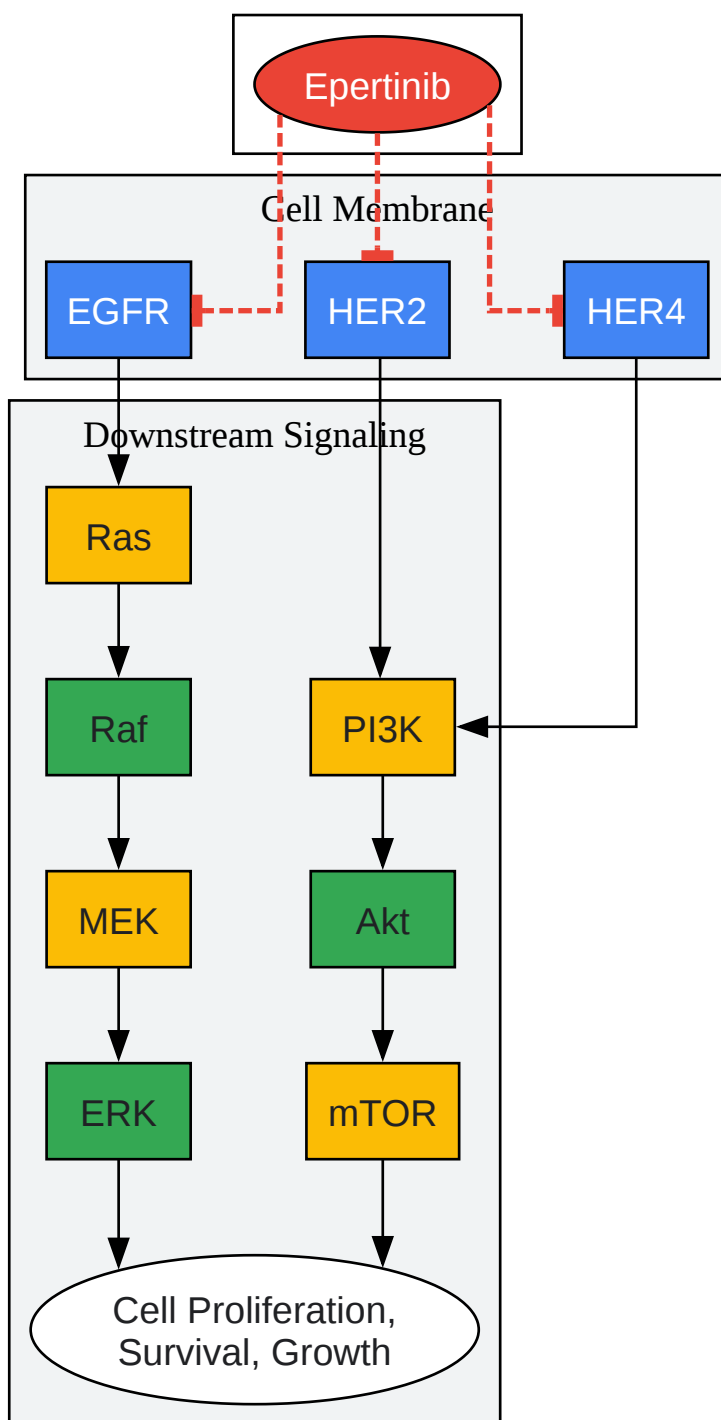 Epertinib
Cell Membrane
EGFR
HER2
HER4
Downstream Signaling
Ras
Raf
PI3K
MEK
Akt
ERK
mTOR
Cell Proliferation,
Survival, Growth